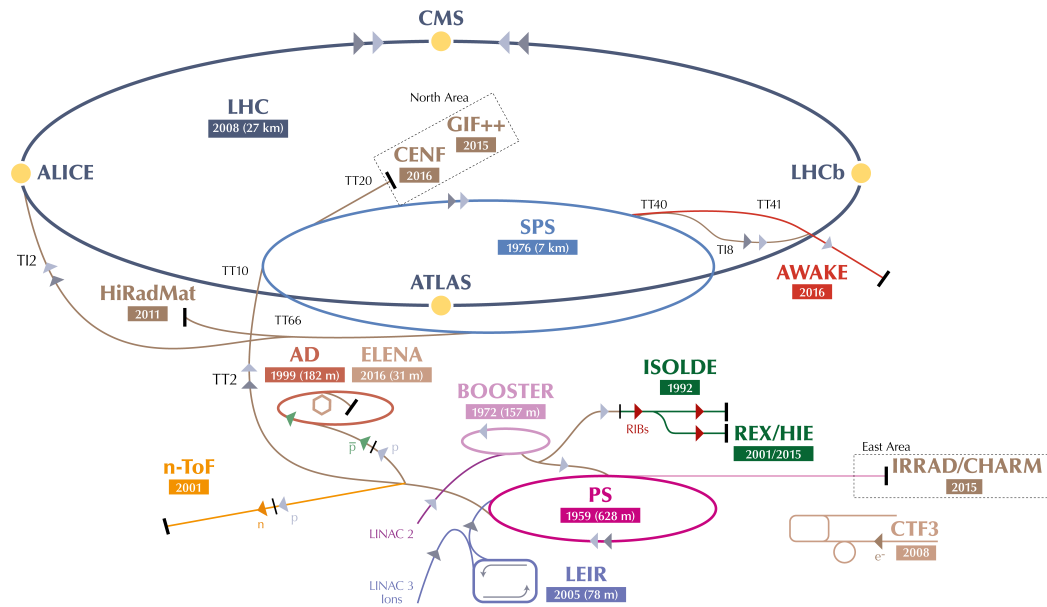 CMS
LHC
2008 (27 km)
North Area
GIF++
2015
CENF
2016
TT20
ALICE
LHCb
TT40
TT41
SPS
1976 (7 km)
TI8
TI2
TT10
AWAKE
2016
ATLAS
HiRadMat
2011
TT66
AD
1999 (182 m)
ELENA
2016 (31 m)
TT2
BOOSTER
1972 (157 m)
ISOLDE
1992
RIBs
REX/HIE
2001/2015
p̅
p
East Area
IRRAD/CHARM
2015
n-ToF
2001
n
p
PS
1959 (628 m)
LINAC 2
CTF3
2008
e-
LINAC 3
Ions
LEIR
2005 (78 m)